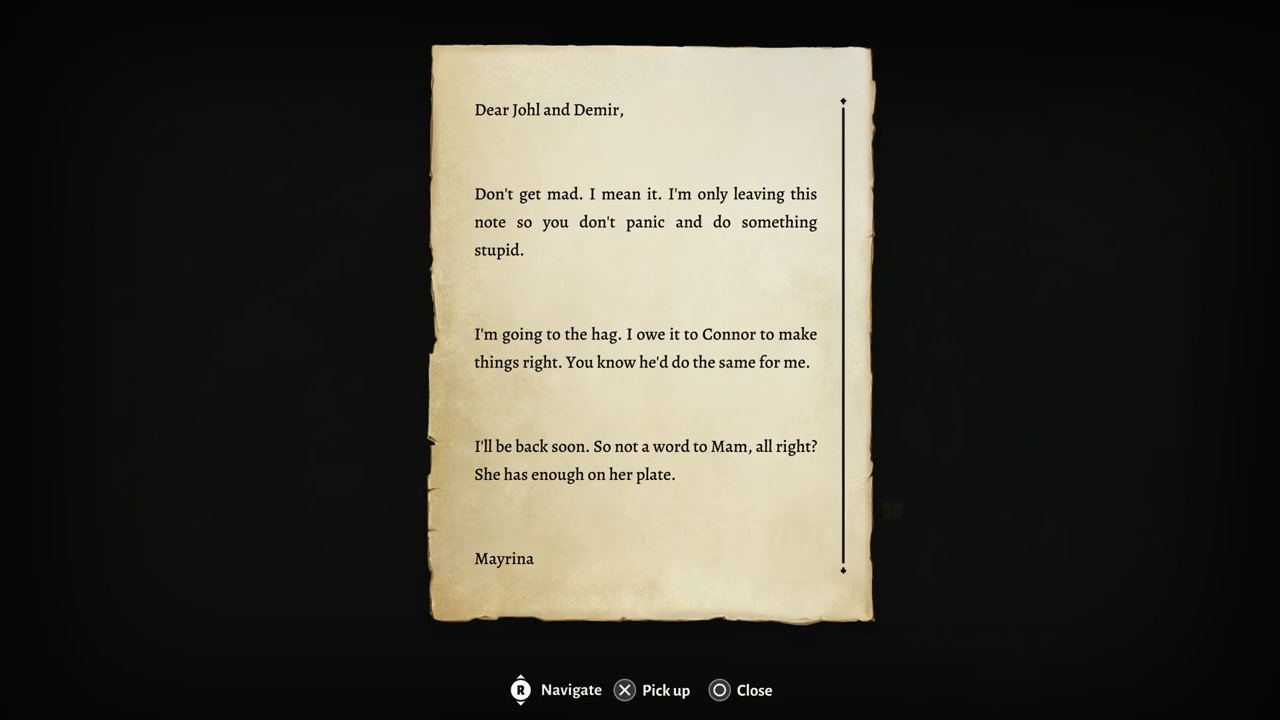 Dear Johl and Demir,
Don't get mad. I mean it. I'm only leaving this
note so you don't panic and do something
stupid.
I'm going to the hag. I owe it to Connor to make
things right. You know he'd do the same for me.
I'll be back soon. So not a word to Mam, all right?
She has enough on her plate.
Mayrina
R Navigate Pick up Close